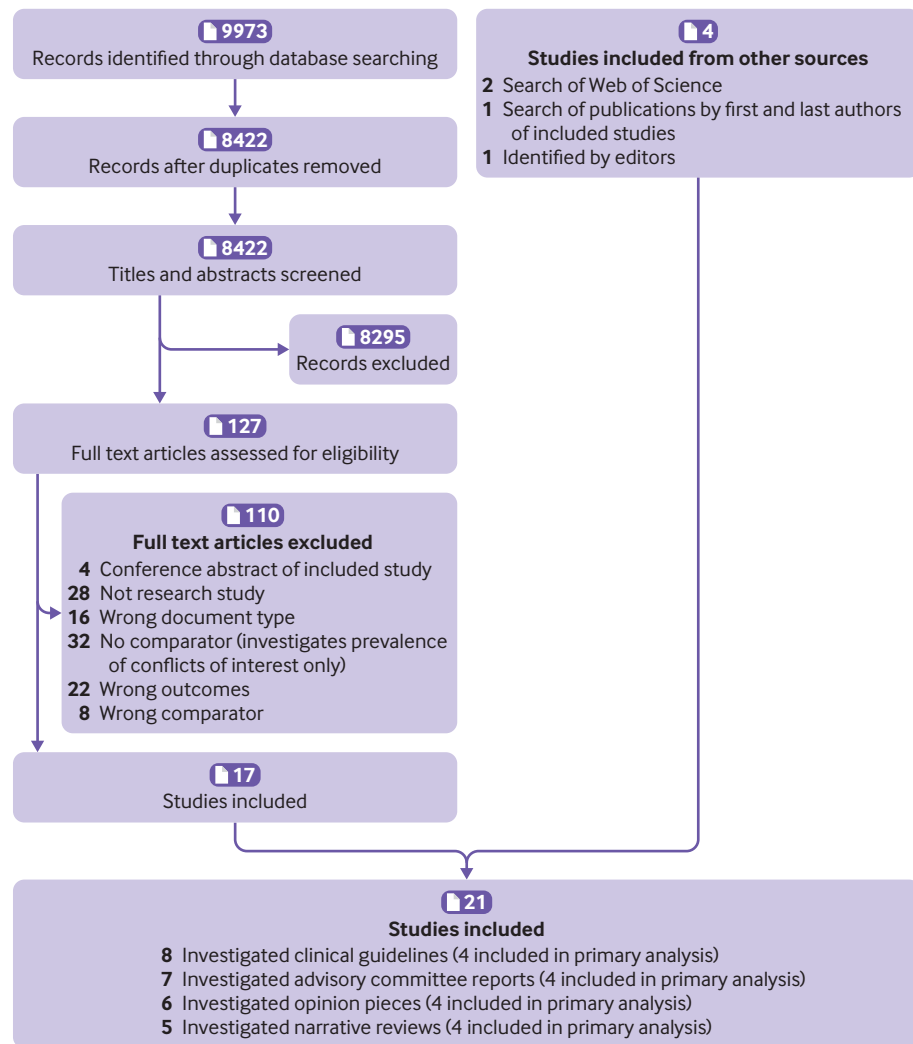 9973
Records identified through database searching
8422
Records after duplicates removed
8422
Titles and abstracts screened
8295
Records excluded
127
Full text articles assessed for eligibility
110
Full text articles excluded
4 Conference abstract of included study
28 Not research study
16 Wrong document type
32 No comparator (investigates prevalence
of conflicts of interest only)
22 Wrong outcomes
8 Wrong comparator
17
Studies included
4
Studies included from other sources
2 Search of Web of Science
1 Search of publications by first and last authors
of included studies
1 Identified by editors
21
Studies included
8 Investigated clinical guidelines (4 included in primary analysis)
7 Investigated advisory committee reports (4 included in primary analysis)
6 Investigated opinion pieces (4 included in primary analysis)
5 Investigated narrative reviews (4 included in primary analysis)